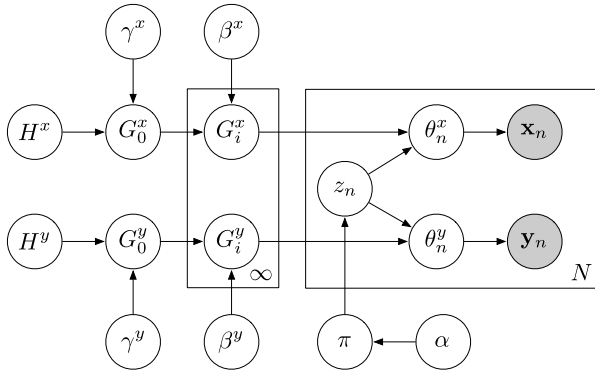 γ^x β^x
H^x G_0^x G_i^x θ_n^x x_n
z_n
H^y G_0^y G_i^y θ_n^y y_n
∞ N
γ^y β^y π α